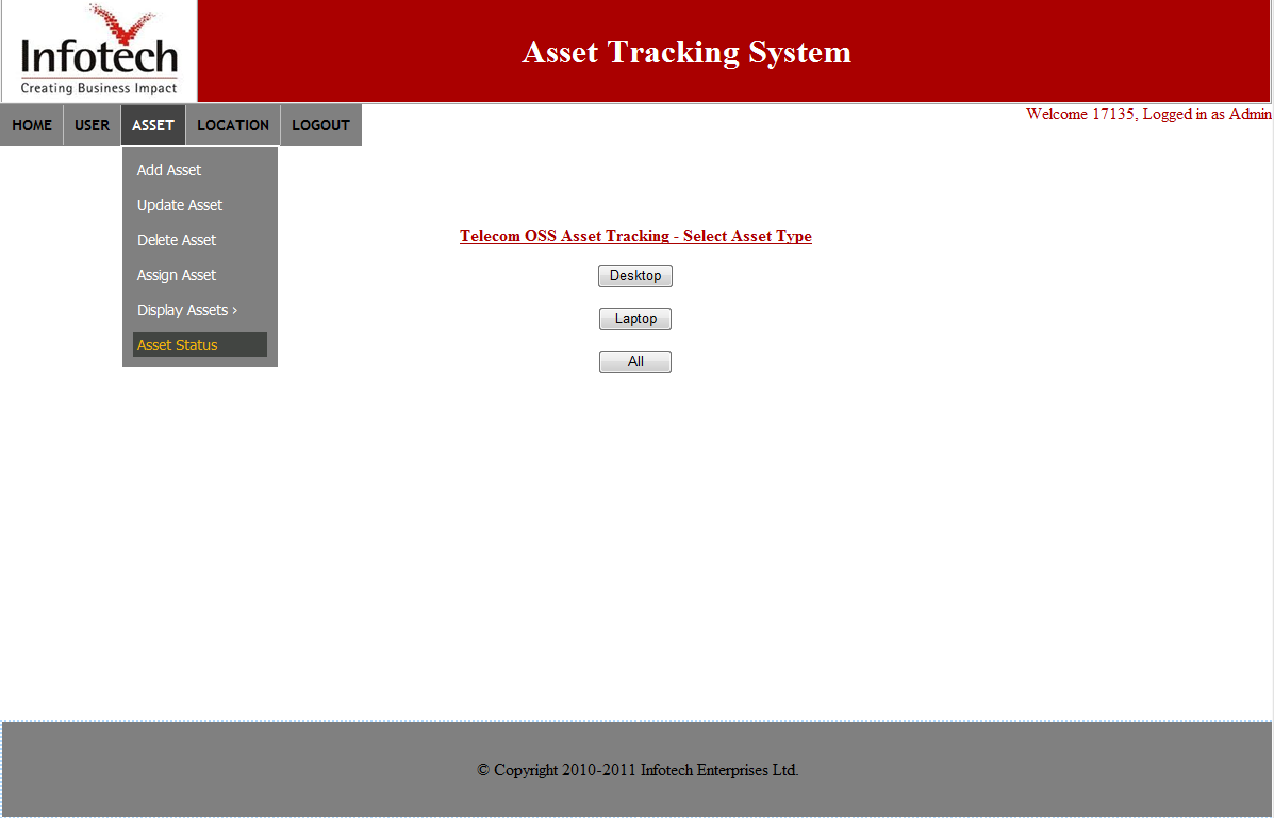 Infotech
Creating Business Impact
Asset Tracking System
HOME USER ASSET LOCATION LOGOUT
Welcome 17135, Logged in as Admin
Add Asset
Update Asset
Delete Asset
Assign Asset
Display Assets ›
Asset Status
Telecom OSS Asset Tracking - Select Asset Type
Desktop
Laptop
All
© Copyright 2010-2011 Infotech Enterprises Ltd.